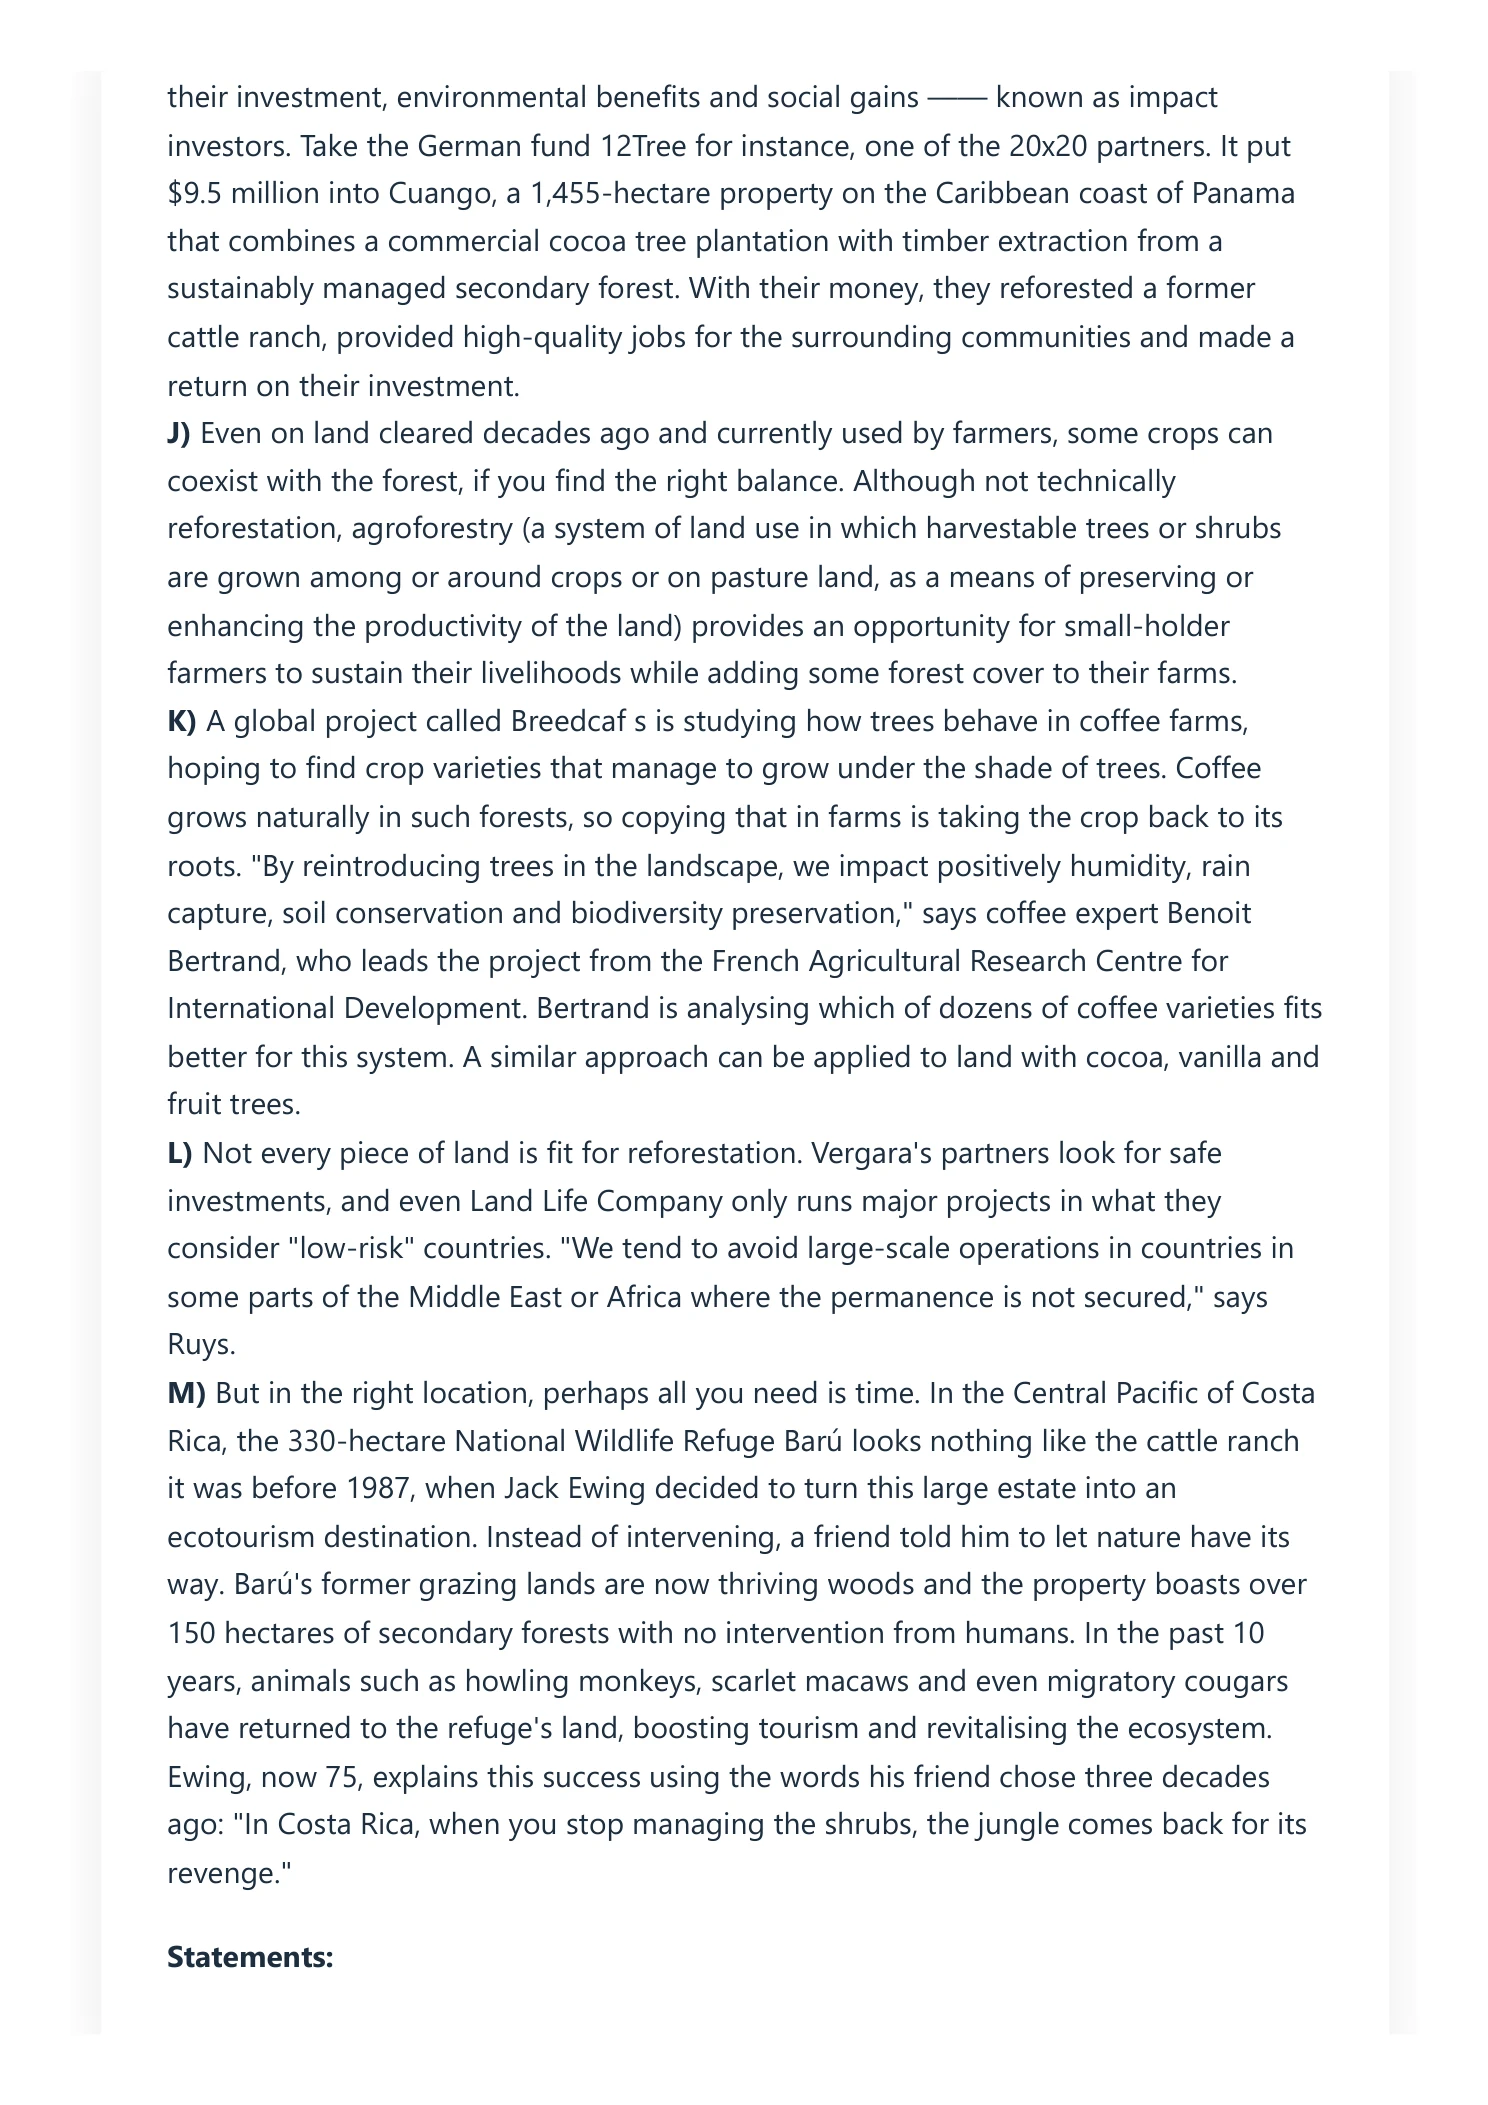 their investment, environmental benefits and social gains —— known as impact
investors. Take the German fund 12Tree for instance, one of the 20x20 partners. It put
$9.5 million into Cuango, a 1,455-hectare property on the Caribbean coast of Panama
that combines a commercial cocoa tree plantation with timber extraction from a
sustainably managed secondary forest. With their money, they reforested a former
cattle ranch, provided high-quality jobs for the surrounding communities and made a
return on their investment.
J) Even on land cleared decades ago and currently used by farmers, some crops can
coexist with the forest, if you find the right balance. Although not technically
reforestation, agroforestry (a system of land use in which harvestable trees or shrubs
are grown among or around crops or on pasture land, as a means of preserving or
enhancing the productivity of the land) provides an opportunity for small-holder
farmers to sustain their livelihoods while adding some forest cover to their farms.
K) A global project called Breedcaf s is studying how trees behave in coffee farms,
hoping to find crop varieties that manage to grow under the shade of trees. Coffee
grows naturally in such forests, so copying that in farms is taking the crop back to its
roots. "By reintroducing trees in the landscape, we impact positively humidity, rain
capture, soil conservation and biodiversity preservation," says coffee expert Benoit
Bertrand, who leads the project from the French Agricultural Research Centre for
International Development. Bertrand is analysing which of dozens of coffee varieties fits
better for this system. A similar approach can be applied to land with cocoa, vanilla and
fruit trees.
L) Not every piece of land is fit for reforestation. Vergara's partners look for safe
investments, and even Land Life Company only runs major projects in what they
consider "low-risk" countries. "We tend to avoid large-scale operations in countries in
some parts of the Middle East or Africa where the permanence is not secured," says
Ruys.
M) But in the right location, perhaps all you need is time. In the Central Pacific of Costa
Rica, the 330-hectare National Wildlife Refuge Barú looks nothing like the cattle ranch
it was before 1987, when Jack Ewing decided to turn this large estate into an
ecotourism destination. Instead of intervening, a friend told him to let nature have its
way. Barú's former grazing lands are now thriving woods and the property boasts over
150 hectares of secondary forests with no intervention from humans. In the past 10
years, animals such as howling monkeys, scarlet macaws and even migratory cougars
have returned to the refuge's land, boosting tourism and revitalising the ecosystem.
Ewing, now 75, explains this success using the words his friend chose three decades
ago: "In Costa Rica, when you stop managing the shrubs, the jungle comes back for its
revenge."
Statements: